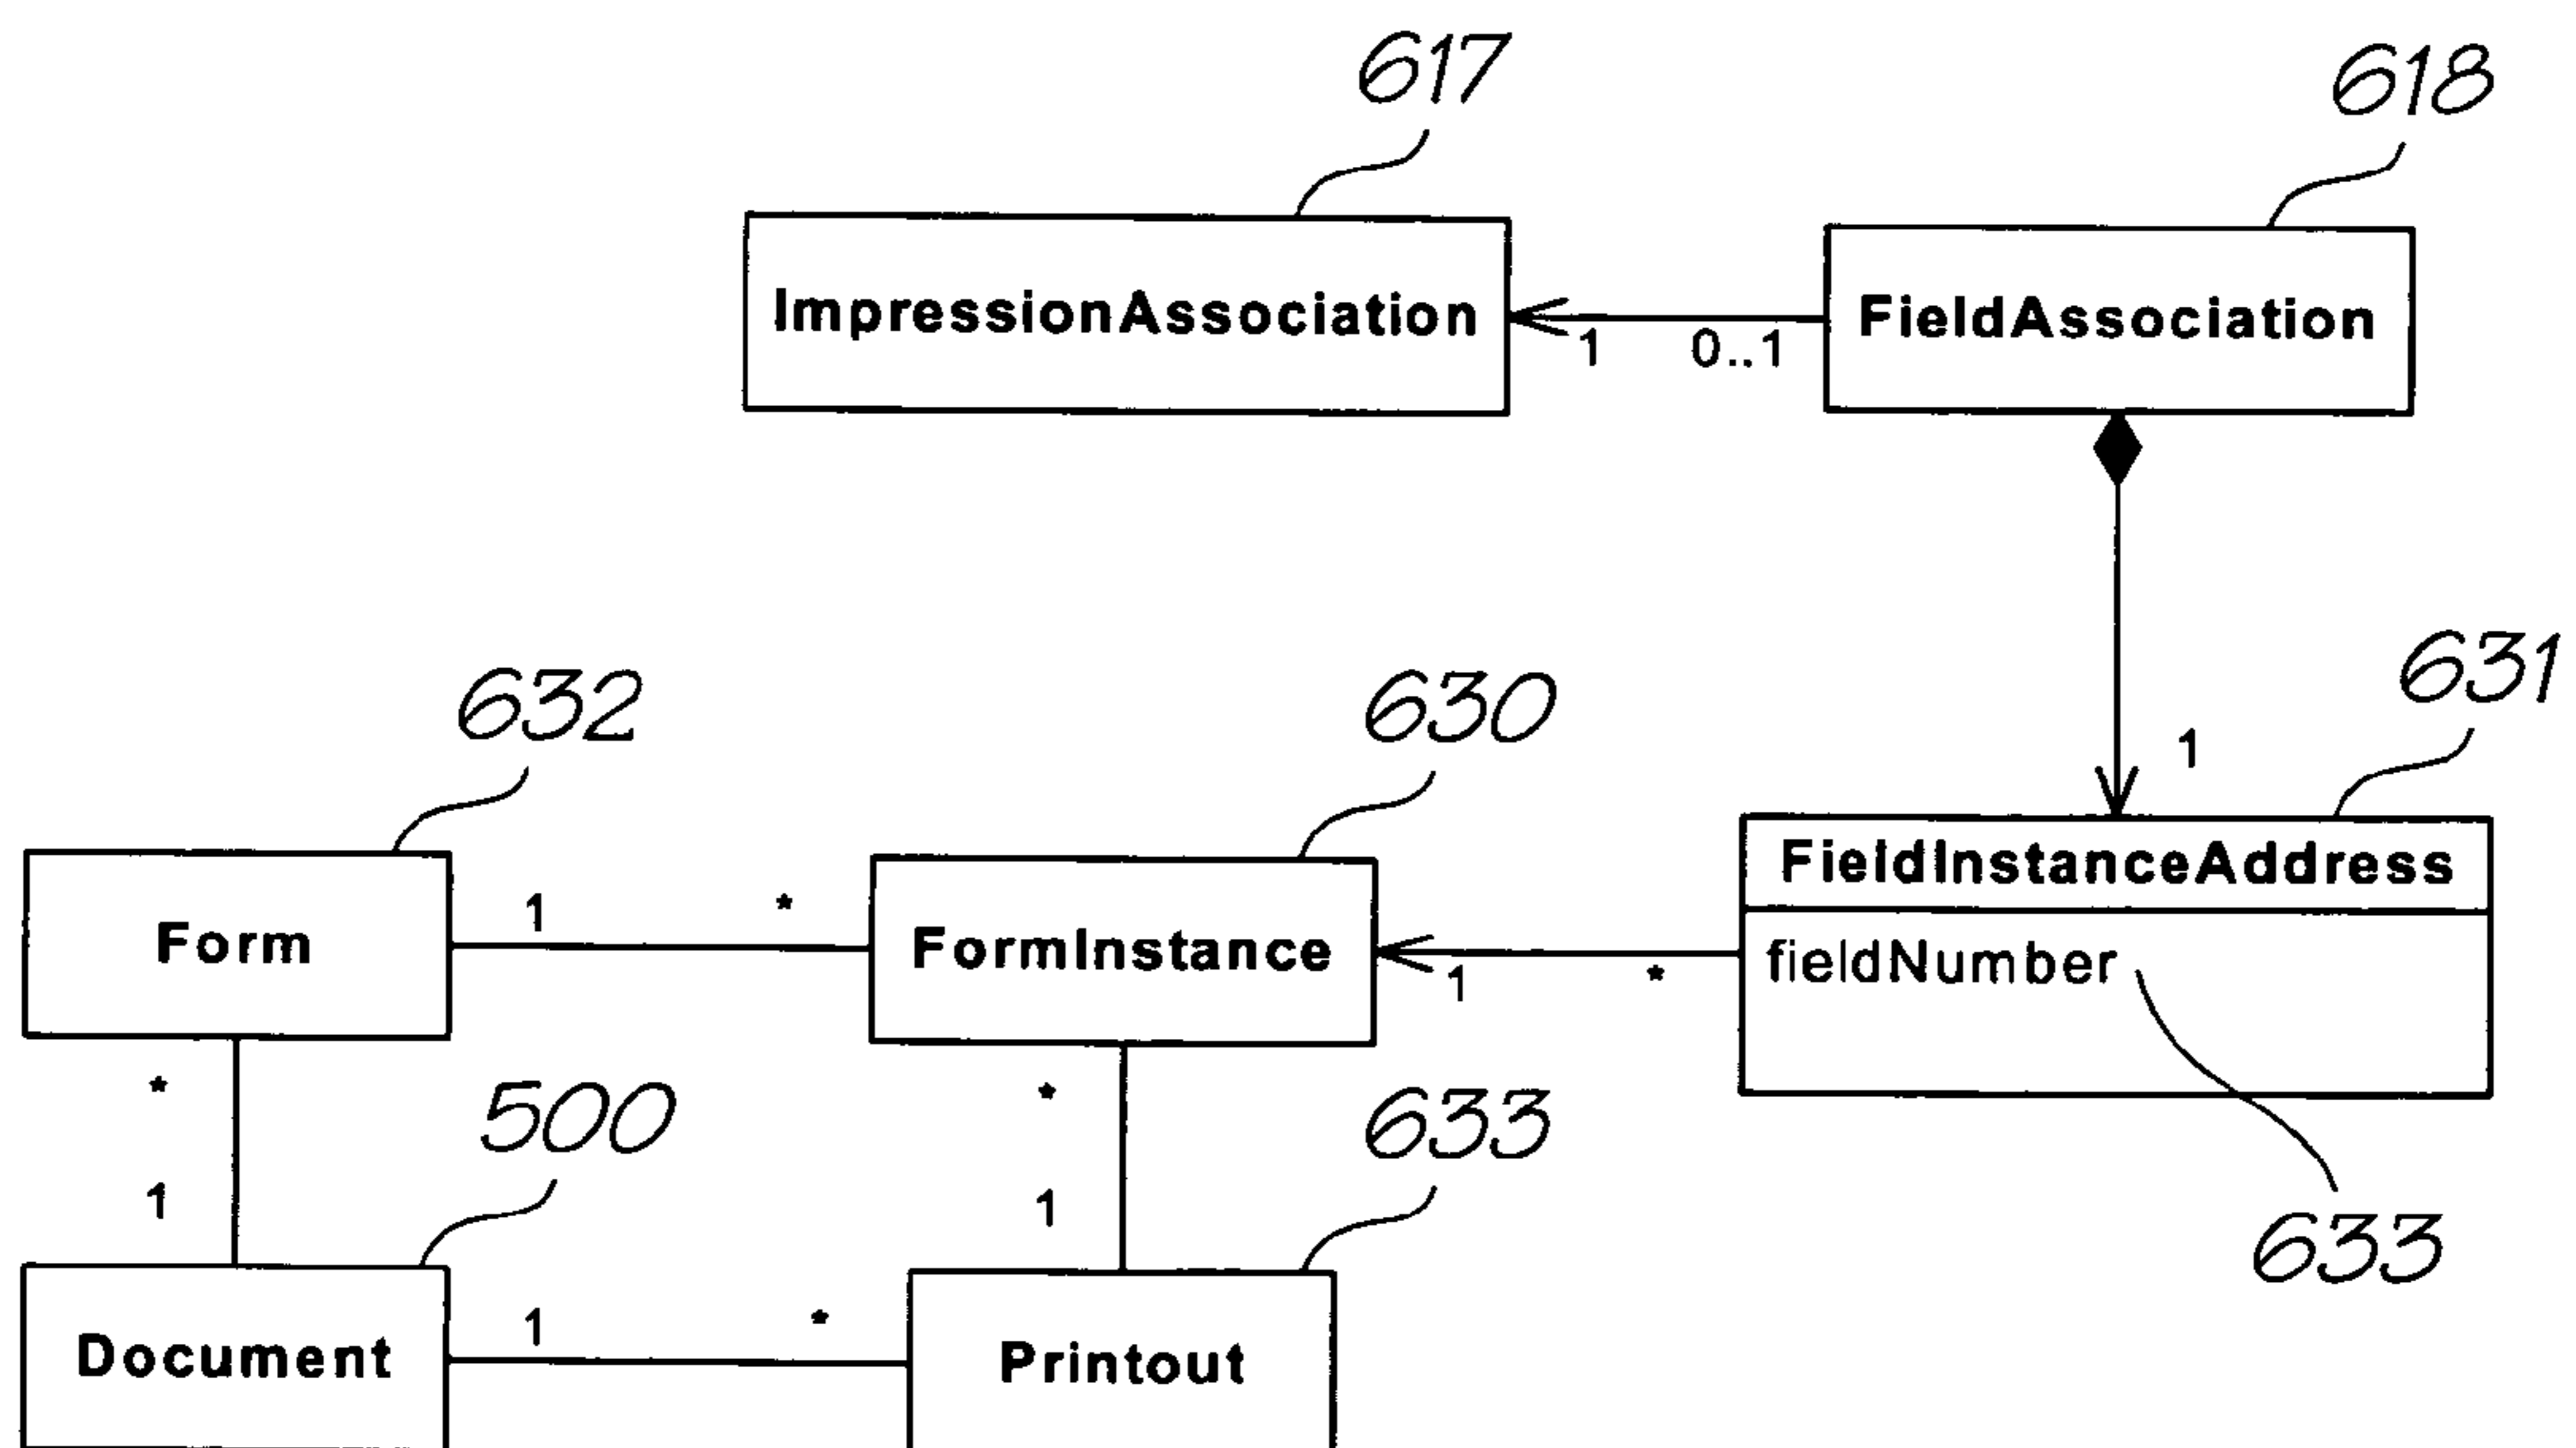 617
618
ImpressionAssociation
1
0..1
FieldAssociation
632
630
631
1
Form
1
*
FormInstance
1
*
FieldInstanceAddress
fieldNumber
*
1
500
*
1
633
633
Document
1
*
Printout